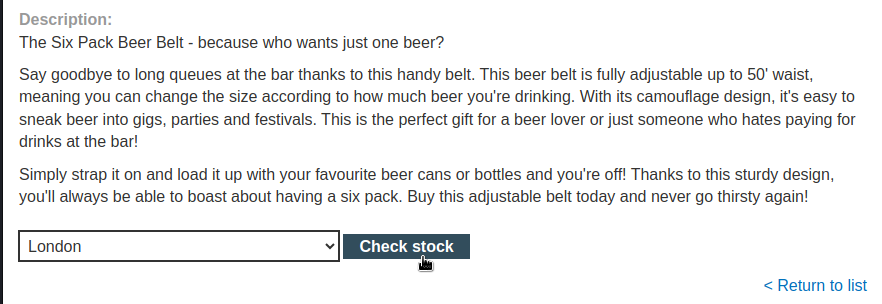 Description:
The Six Pack Beer Belt - because who wants just one beer?
Say goodbye to long queues at the bar thanks to this handy belt. This beer belt is fully adjustable up to 50' waist,
meaning you can change the size according to how much beer you're drinking. With its camouflage design, it's easy to
sneak beer into gigs, parties and festivals. This is the perfect gift for a beer lover or just someone who hates paying for
drinks at the bar!
Simply strap it on and load it up with your favourite beer cans or bottles and you're off! Thanks to this sturdy design,
you'll always be able to boast about having a six pack. Buy this adjustable belt today and never go thirsty again!
London
Check stock
< Return to list